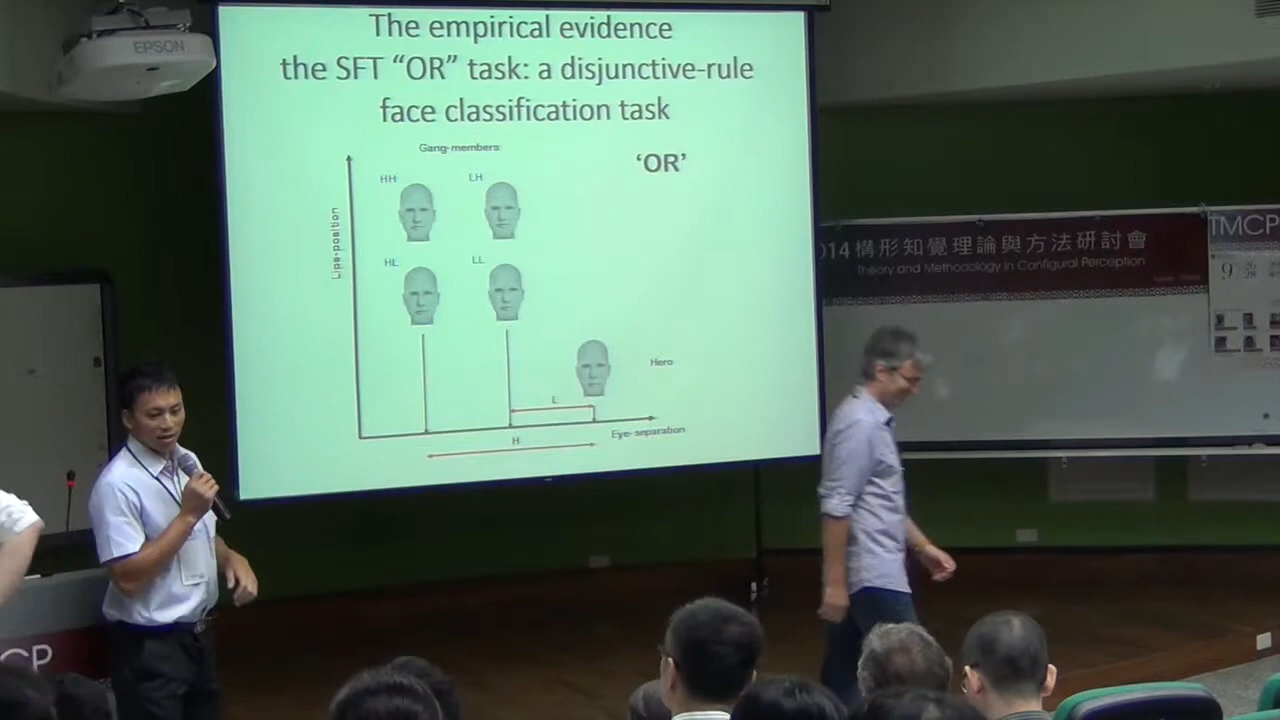 EPSON
The empirical evidence
the SFT “OR” task: a disjunctive-rule
face classification task
Gang-members
‘OR’
HH
LH
Lips-position
HL
LL
Hero
L
Eye-separation
H
014 構形知覺理論與方法研討會
Theory and Methodology in Configural Perception
TMCP
9
CP